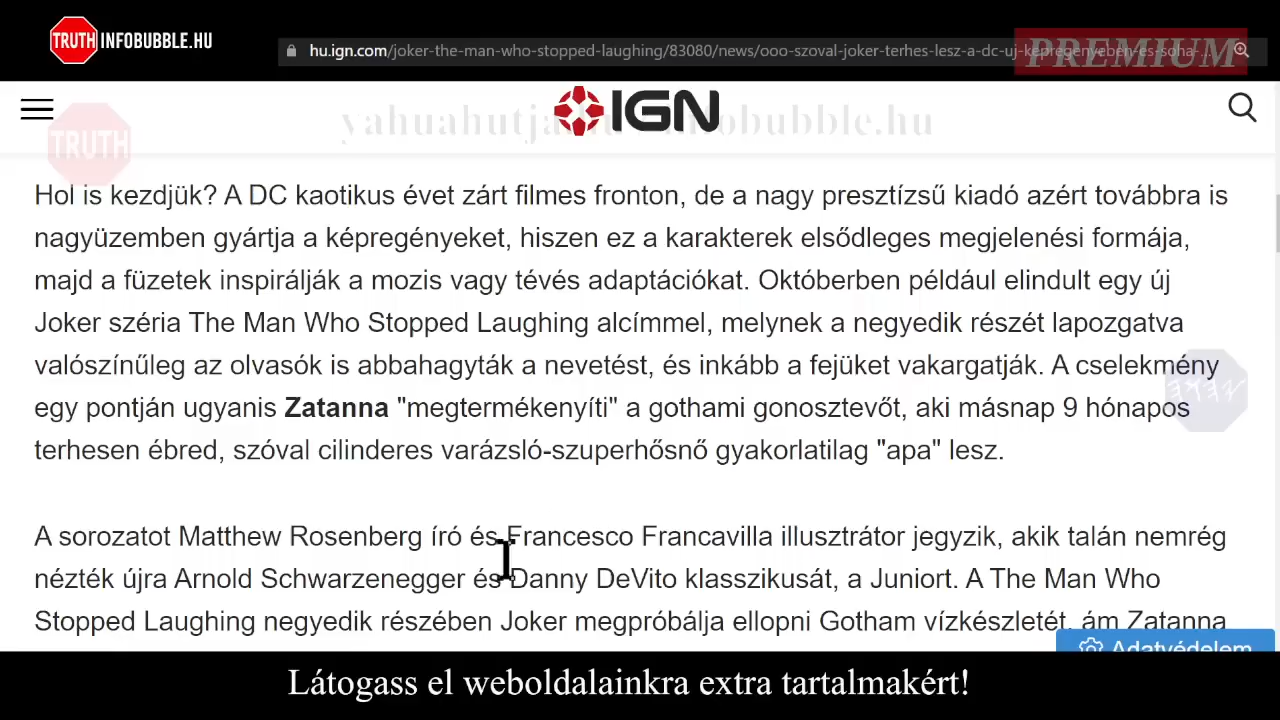 TRUTH INFOBUBBLE.HU
hu.ign.com/joker-the-man-who-stopped-laughing/83080/news/ooo-szoval-joker-terhes-lesz-a-dc-uj-kepregenyeben-es-soha-...
PREMIUM
IGN
TRUTH
Hol is kezdjük? A DC kaotikus évet zárt filmes fronton, de a nagy presztízsű kiadó azért továbbra is
nagyüzemben gyártja a képregényeket, hiszen ez a karakterek elsődleges megjelenési formája,
majd a füzetek inspirálják a mozis vagy tévés adaptációkat. Októberben például elindult egy új
Joker széria The Man Who Stopped Laughing alcímmel, melynek a negyedik részét lapozgatva
valószínűleg az olvasók is abbahagyták a nevetést, és inkább a fejüket vakargatják. A cselekmény
egy pontján ugyanis Zatanna "megtermékenyíti" a gothami gonosztevőt, aki másnap 9 hónapos
terhesen ébred, szóval cilinderes varázsló-szuperhősnő gyakorlatilag "apa" lesz.
A sorozatot Matthew Rosenberg író és Francesco Francavilla illusztrátor jegyzik, akik talán nemrég
nézték újra Arnold Schwarzenegger és Danny DeVito klasszikusát, a Juniort. A The Man Who
Stopped Laughing negyedik részében Joker megpróbálja ellopni Gotham vízkészletét, ám Zatanna
Adatvédelem
Látogass el weboldalainkra extra tartalmakért!